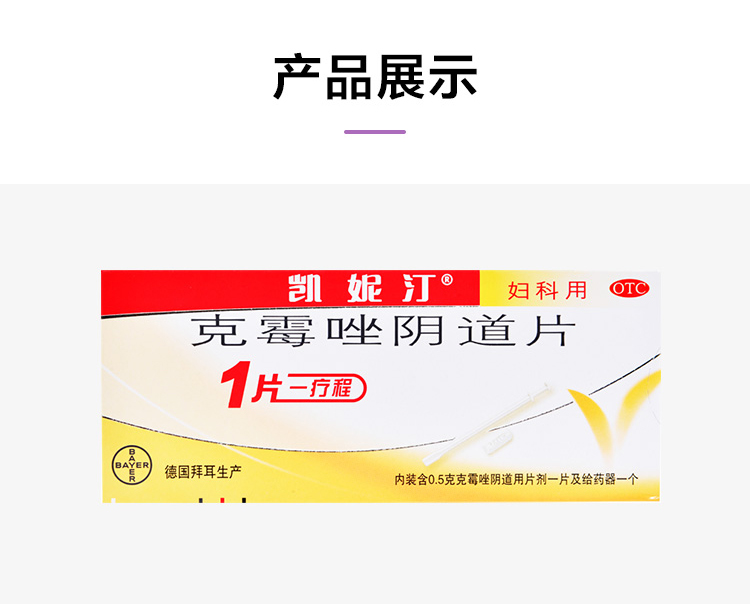 产品展示
凯妮汀®
妇科用
OTC
克霉唑阴道片
1片一疗程
BAYER
BAYER
德国拜耳生产
内装含0.5克克霉唑阴道用片剂一片及给药器一个